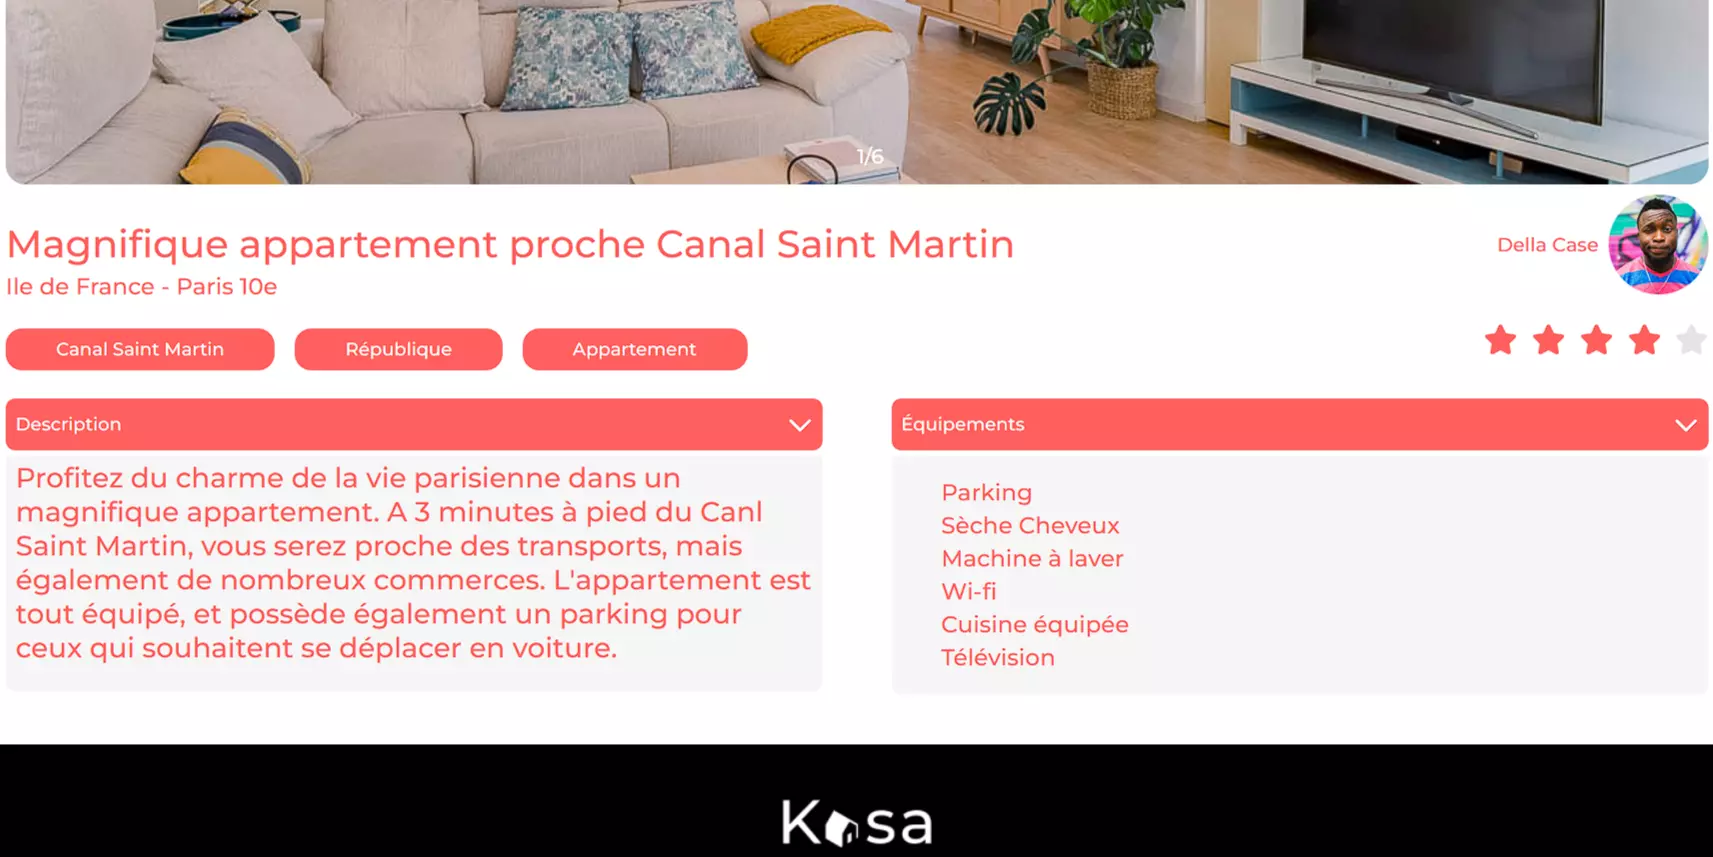 1/6
Magnifique appartement proche Canal Saint Martin
Ile de France - Paris 10e
Della Case
Canal Saint Martin
République
Appartement
Description
Profitez du charme de la vie parisienne dans un
magnifique appartement. A 3 minutes à pied du Canl
Saint Martin, vous serez proche des transports, mais
également de nombreux commerces. L'appartement est
tout équipé, et possède également un parking pour
ceux qui souhaitent se déplacer en voiture.
Équipements
Parking
Sèche Cheveux
Machine à laver
Wi-fi
Cuisine équipée
Télévision
Kasa